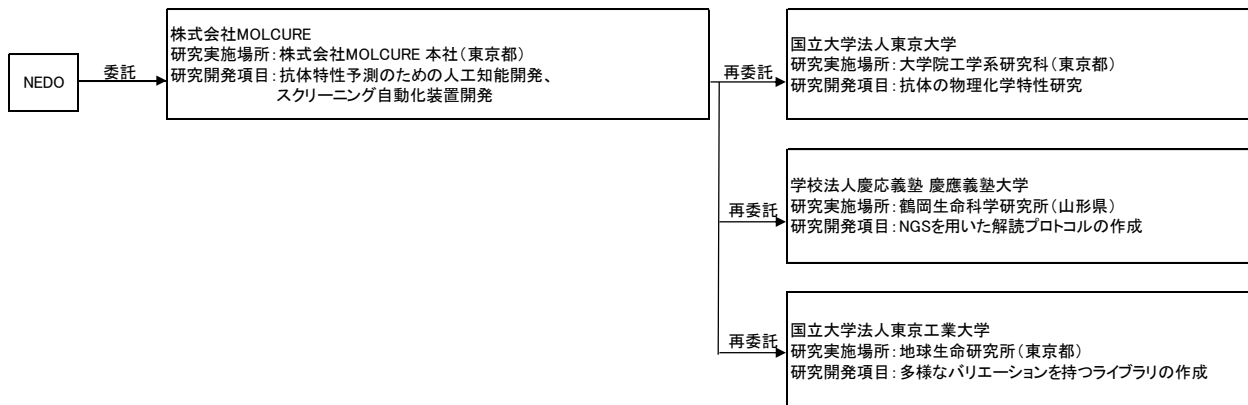 NEDO
委託
株式会社MOLCURE
研究実施場所：株式会社MOLCURE 本社（東京都）
研究開発項目：抗体特性予測のための人工知能開発、
スクリーニング自動化装置開発
再委託
国立大学法人東京大学
研究実施場所：大学院工学系研究科（東京都）
研究開発項目：抗体の物理化学特性研究
再委託
学校法人慶応義塾 慶應義塾大学
研究実施場所：鶴岡生命科学研究所（山形県）
研究開発項目：NGSを用いた解読プロトコルの作成
再委託
国立大学法人東京工業大学
研究実施場所：地球生命研究所（東京都）
研究開発項目：多様なバリエーションを持つライブラリの作成